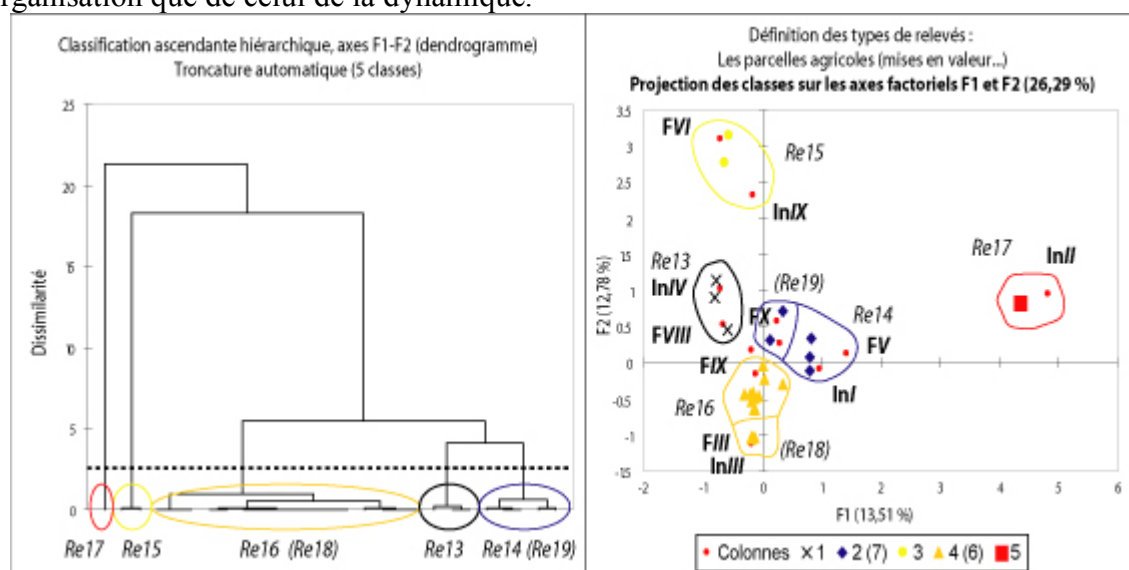 rganisation que de celui de la dynamique.
Classification ascendante hiérarchique, axes F1-F2 (dendrogramme)
Troncature automatique (5 classes)
25
20
15
10
5
0
Dissimilarité
Re17 Re15 Re16 (Re18) Re13 Re14 (Re19)
Définition des types de relevés :
Les parcelles agricoles (mises en valeur...)
Projection des classes sur les axes factoriels F1 et F2 (26,29 %)
3.5
3
2.5
2
15
1
0.5
0
-0.5
-1
-15
F2 (12,78 %)
FVI
Re15
InIX
Re17
InII
Re13
(Re19)
InIV
FX
Re14
FVIII
FV
FIX
InI
Re16
FIII
(Re18)
InIII
-2 -1 0 1 2 3 4 5 6
F1 (13,51 %)
Colonnes 1 2 (7) 3 4 (6) 5